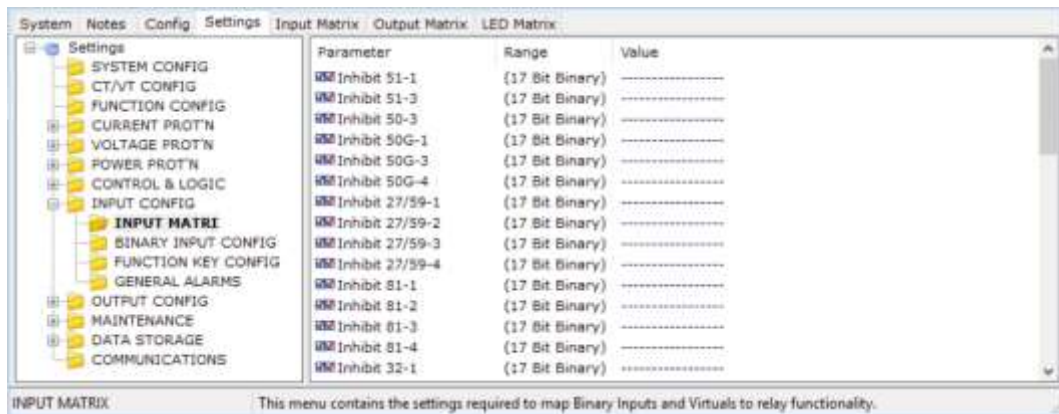 System Notes Config Settings Input Matrix Output Matrix LED Matrix
Settings
SYSTEM CONFIG
CT/VT CONFIG
FUNCTION CONFIG
CURRENT PROT'N
VOLTAGE PROT'N
POWER PROT'N
CONTROL & LOGIC
INPUT CONFIG
INPUT MATRI
BINARY INPUT CONFIG
FUNCTION KEY CONFIG
GENERAL ALARMS
OUTPUT CONFIG
MAINTENANCE
DATA STORAGE
COMMUNICATIONS
Parameter Range Value
Inhibit 51-1 (17 Bit Binary) -----------------
Inhibit 51-3 (17 Bit Binary) -----------------
Inhibit 50-3 (17 Bit Binary) -----------------
Inhibit 50G-1 (17 Bit Binary) -----------------
Inhibit 50G-3 (17 Bit Binary) -----------------
Inhibit 50G-4 (17 Bit Binary) -----------------
Inhibit 27/59-1 (17 Bit Binary) -----------------
Inhibit 27/59-2 (17 Bit Binary) -----------------
Inhibit 27/59-3 (17 Bit Binary) -----------------
Inhibit 27/59-4 (17 Bit Binary) -----------------
Inhibit 81-1 (17 Bit Binary) -----------------
Inhibit 81-2 (17 Bit Binary) -----------------
Inhibit 81-3 (17 Bit Binary) -----------------
Inhibit 81-4 (17 Bit Binary) -----------------
Inhibit 32-1 (17 Bit Binary) -----------------
INPUT MATRIX This menu contains the settings required to map Binary Inputs and Virtuals to relay functionality.